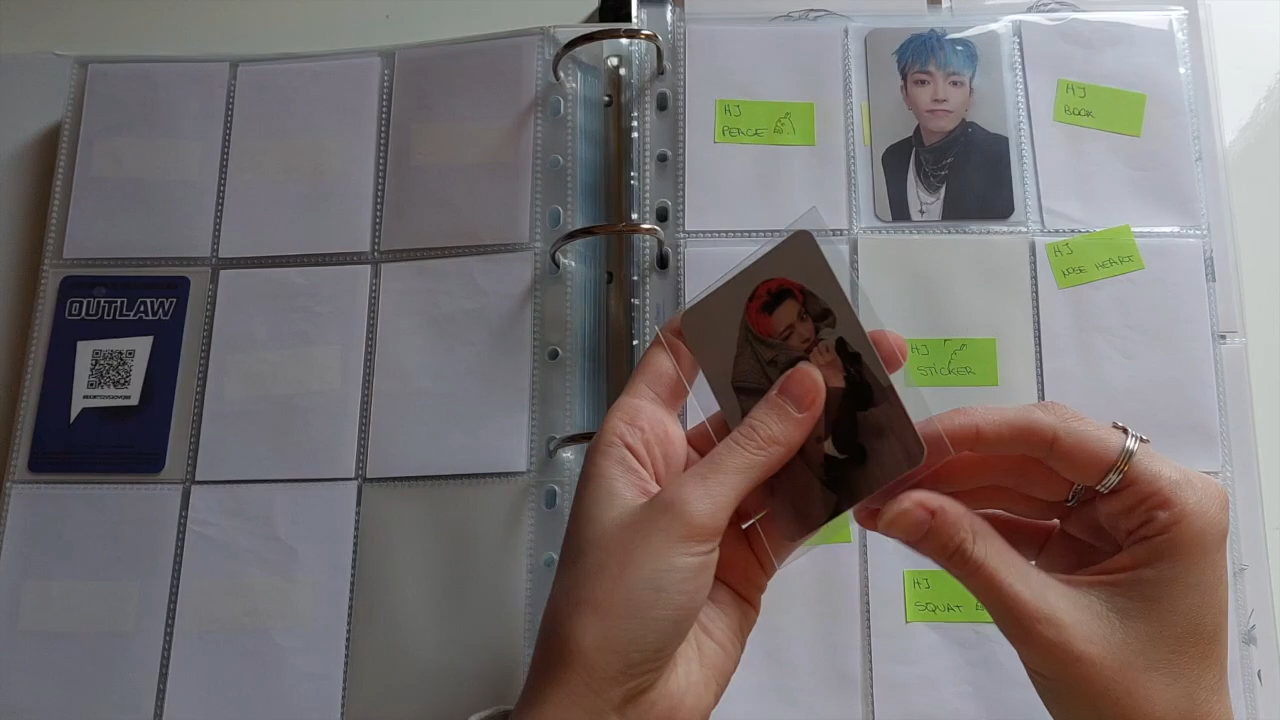 OUTLAW
HJ
PEACE
HJ
BOOK
HJ
NOSE HEART
HJ
STICKER
HJ
SQUAT